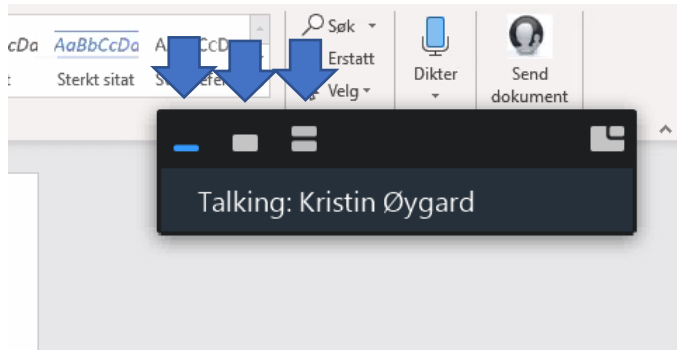 cDa AaBbCcDa
Søk
Erstatt
Sterkt sitat
Velg
Dikter
Send
dokument
Talking: Kristin Øygard